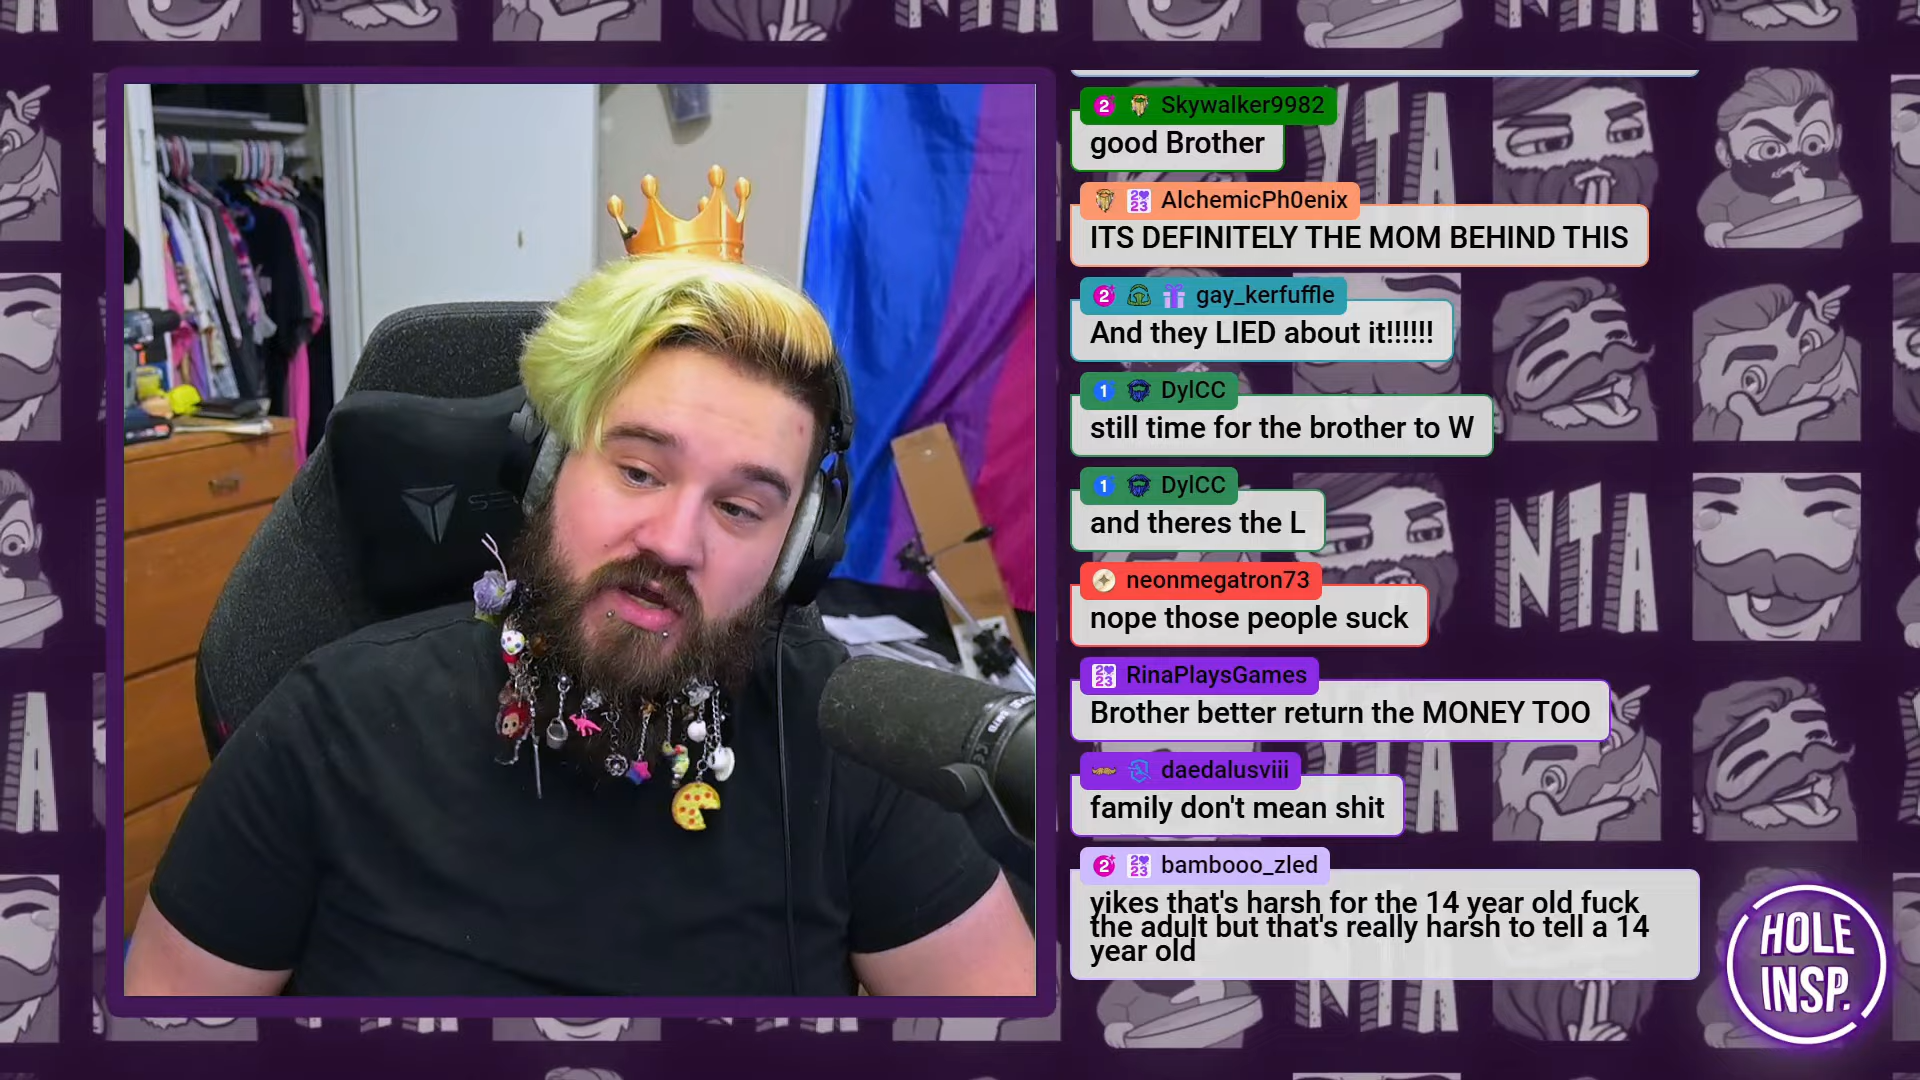 NTA
Skywalker9982
good Brother
YTA
AlchemicPh0enix
ITS DEFINITELY THE MOM BEHIND THIS
gay_kerfuffle
And they LIED about it!!!!!!
DylCC
still time for the brother to W
DylCC
and theres the L
NTA
neonmegatron73
nope those people suck
RinaPlaysGames
Brother better return the MONEY TOO
daedalusviii
family don't mean shit
bambooo_zled
yikes that's harsh for the 14 year old fuck
the adult but that's really harsh to tell a 14
year old
HOLE
INSP.